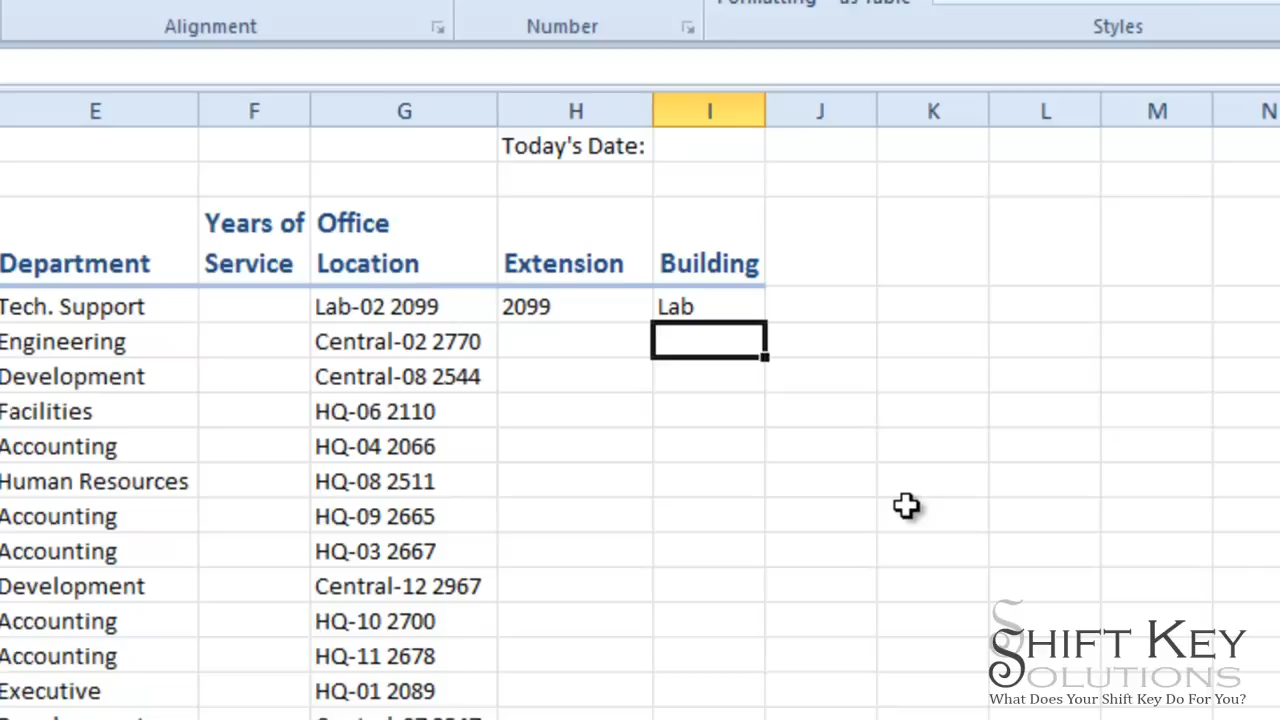 Formatting as Table
Alignment Number Styles
E F G H I J K L M N
Today's Date:
Years of Office
Department Service Location Extension Building
Tech. Support Lab-02 2099 2099 Lab
Engineering Central-02 2770
Development Central-08 2544
Facilities HQ-06 2110
Accounting HQ-04 2066
Human Resources HQ-08 2511
Accounting HQ-09 2665
Accounting HQ-03 2667
Development Central-12 2967
Accounting HQ-10 2700
Accounting HQ-11 2678
Executive HQ-01 2089
Shift Key
Solutions
What Does Your Shift Key Do For You?